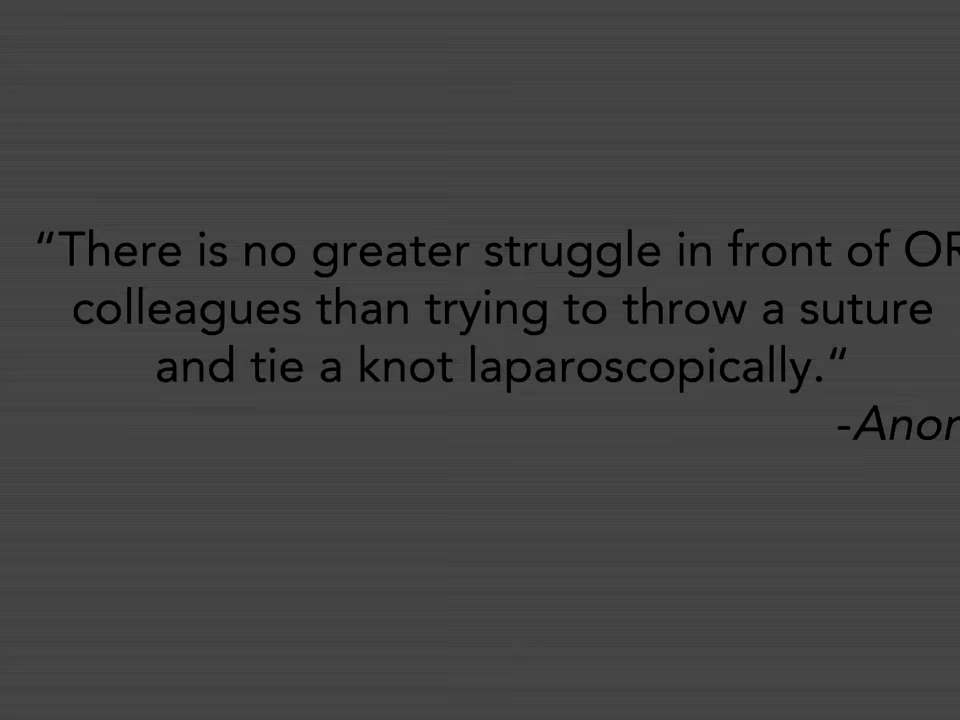 “There is no greater struggle in front of OR
colleagues than trying to throw a suture
and tie a knot laparoscopically.“
-Anon